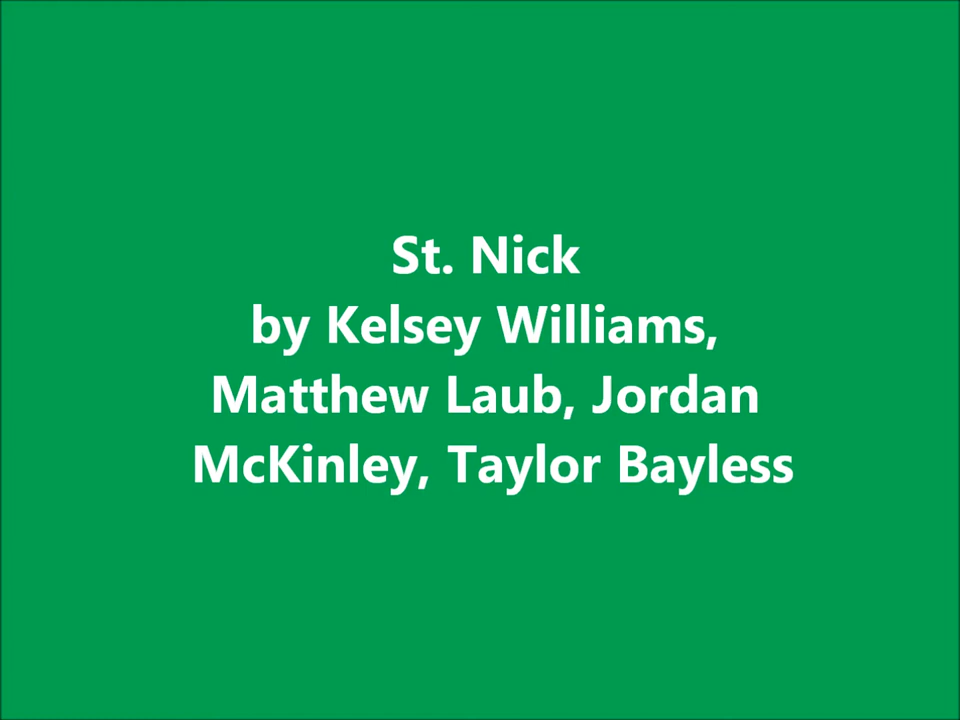 St. Nick
by Kelsey Williams,
Matthew Laub, Jordan
McKinley, Taylor Bayless